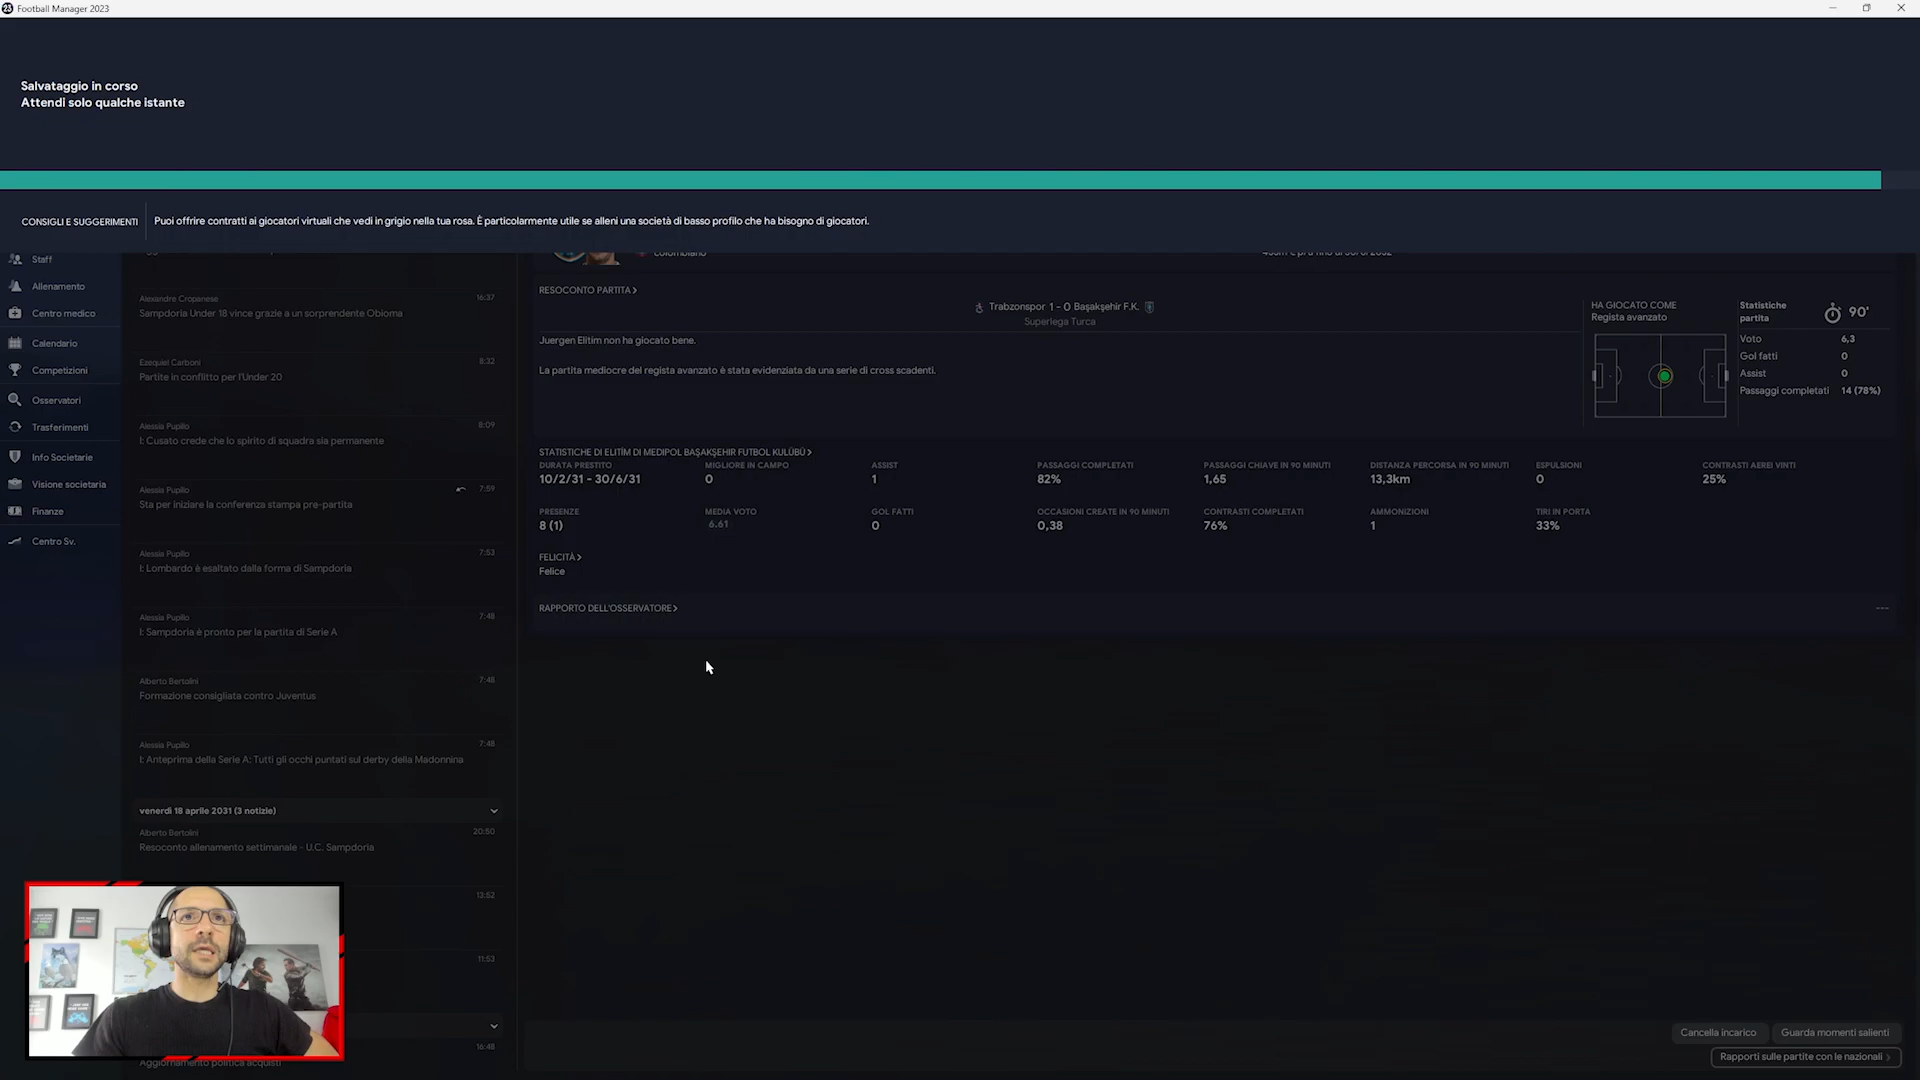 Football Manager 2023
Salvataggio in corso
Attendi solo qualche istante
CONSIGLI E SUGGERIMENTI
Puoi offrire contratti ai giocatori virtuali che vedi in grigio nella tua rosa. È particolarmente utile se alleni una società di basso profilo che ha bisogno di giocatori.
Staff
Allenamento
Centro medico
Calendario
Competizioni
Osservatori
Trasferimenti
Info Societarie
Visione societaria
Finanze
Centro Sv.
Alexandre Cropanese 16:37
Sampdoria Under 18 vince grazie a un sorprendente Obioma
Ezequiel Carboni 8:32
Partite in conflitto per l'Under 20
Alessia Pupillo 8:09
I: Cusato crede che lo spirito di squadra sia permanente
Alessia Pupillo 7:59
Sta per iniziare la conferenza stampa pre-partita
Alessia Pupillo 7:53
I: Lombardo è esaltato dalla forma di Sampdoria
Alessia Pupillo 7:48
I: Sampdoria è pronto per la partita di Serie A
Alberto Bertolini 7:48
Formazione consigliata contro Juventus
Alessia Pupillo 7:48
I: Anteprima della Serie A: Tutti gli occhi puntati sul derby della Madonnina
venerdì 18 aprile 2031 (3 notizie)
Alberto Bertolini 20:50
Resoconto allenamento settimanale - U.C. Sampdoria
13:52
11:53
16:48
Aggiornamento politica acquisti
colombiano
RESOCONTO PARTITA >
Trabzonspor 1 - 0 Başakşehir F.K.
Superlega Turca
Juergen Elitim non ha giocato bene.
La partita mediocre del regista avanzato è stata evidenziata da una serie di cross scadenti.
HA GIOCATO COME
Regista avanzato
Statistiche partita 90'
Voto 6,3
Gol fatti 0
Assist 0
Passaggi completati 14 (78%)
STATISTICHE DI ELITIM DI MEDIPOL BAŞAKŞEHIR FUTBOL KULÜBÜ >
DURATA PRESTITO MIGLIORE IN CAMPO ASSIST PASSAGGI COMPLETATI PASSAGGI CHIAVE IN 90 MINUTI DISTANZA PERCORSA IN 90 MINUTI ESPULSIONI CONTRASTI AEREI VINTI
10/2/31 - 30/6/31 0 1 82% 1,65 13,3km 0 25%
PRESENZE MEDIA VOTO GOL FATTI OCCASIONI CREATE IN 90 MINUTI CONTRASTI COMPLETATI AMMONIZIONI TIRI IN PORTA
8 (1) 6.61 0 0,38 76% 1 33%
FELICITÀ >
Felice
RAPPORTO DELL'OSSERVATORE >
Cancella incarico
Guarda momenti salienti
Rapporti sulle partite con le nazionali >